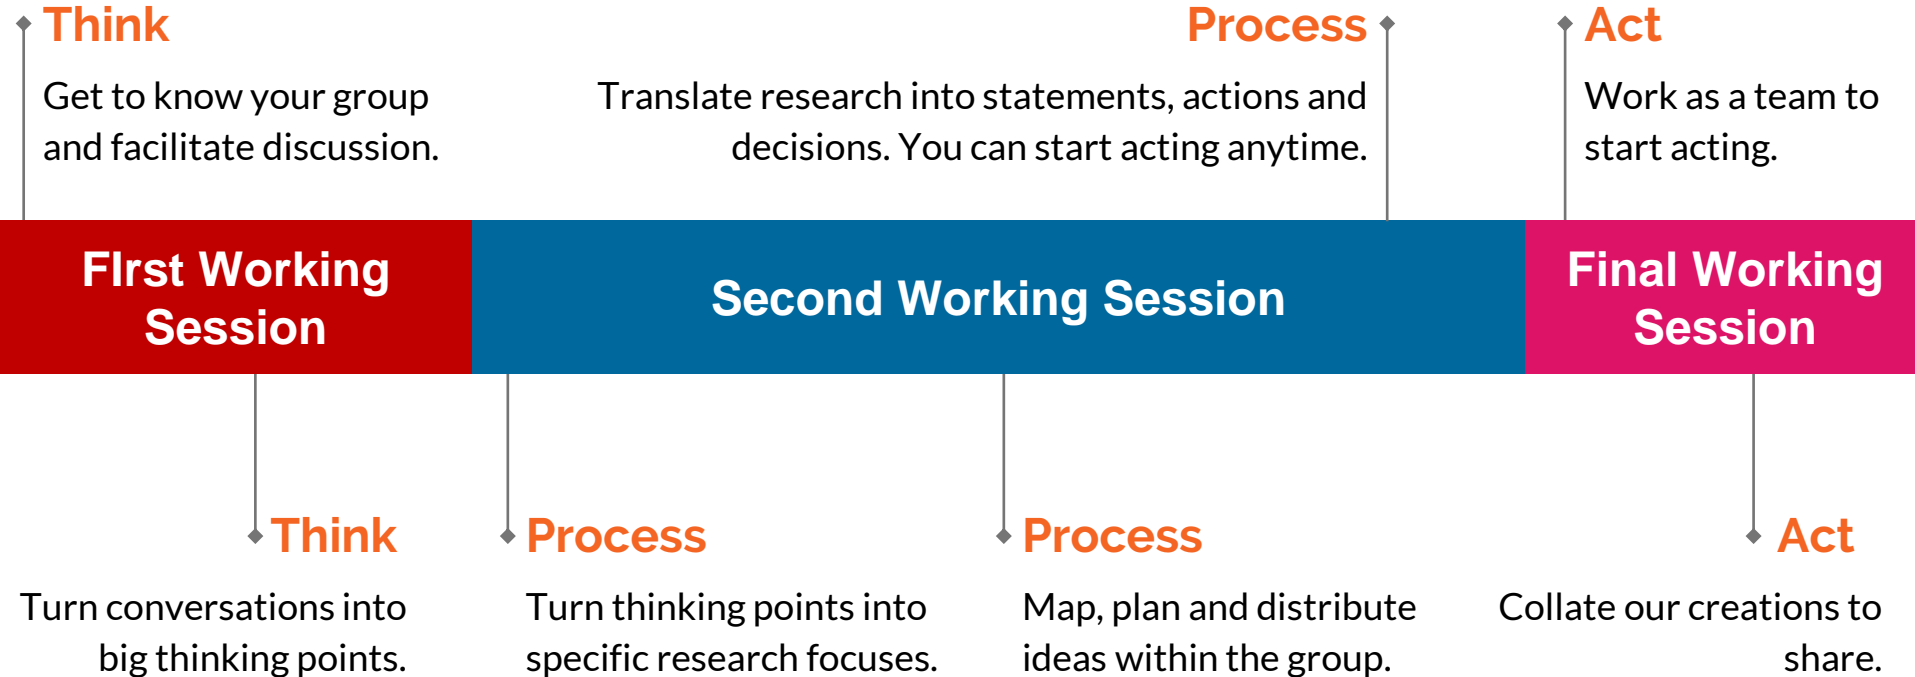 Think
Get to know your group
and facilitate discussion.
Process
Translate research into statements, actions and
decisions. You can start acting anytime.
Act
Work as a team to
start acting.
FIrst Working
Session
Second Working Session
Final Working
Session
Think
Turn conversations into
big thinking points.
Process
Turn thinking points into
specific research focuses.
Process
Map, plan and distribute
ideas within the group.
Act
Collate our creations to
share.